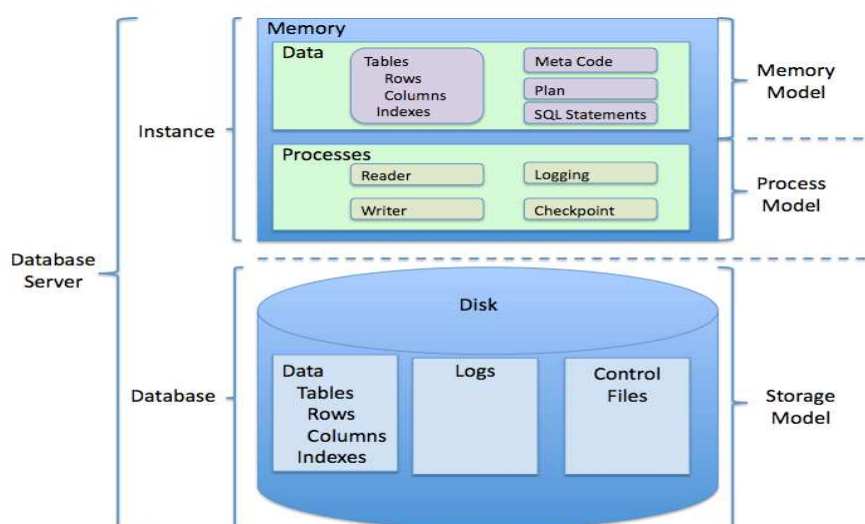 Memory
Data
Tables
Rows
Columns
Indexes
Meta Code
Plan
SQL Statements
Memory
Model
Instance
Processes
Reader
Logging
Writer
Checkpoint
Process
Model
Database
Server
Disk
Data
Tables
Rows
Columns
Indexes
Logs
Control
Files
Database
Storage
Model